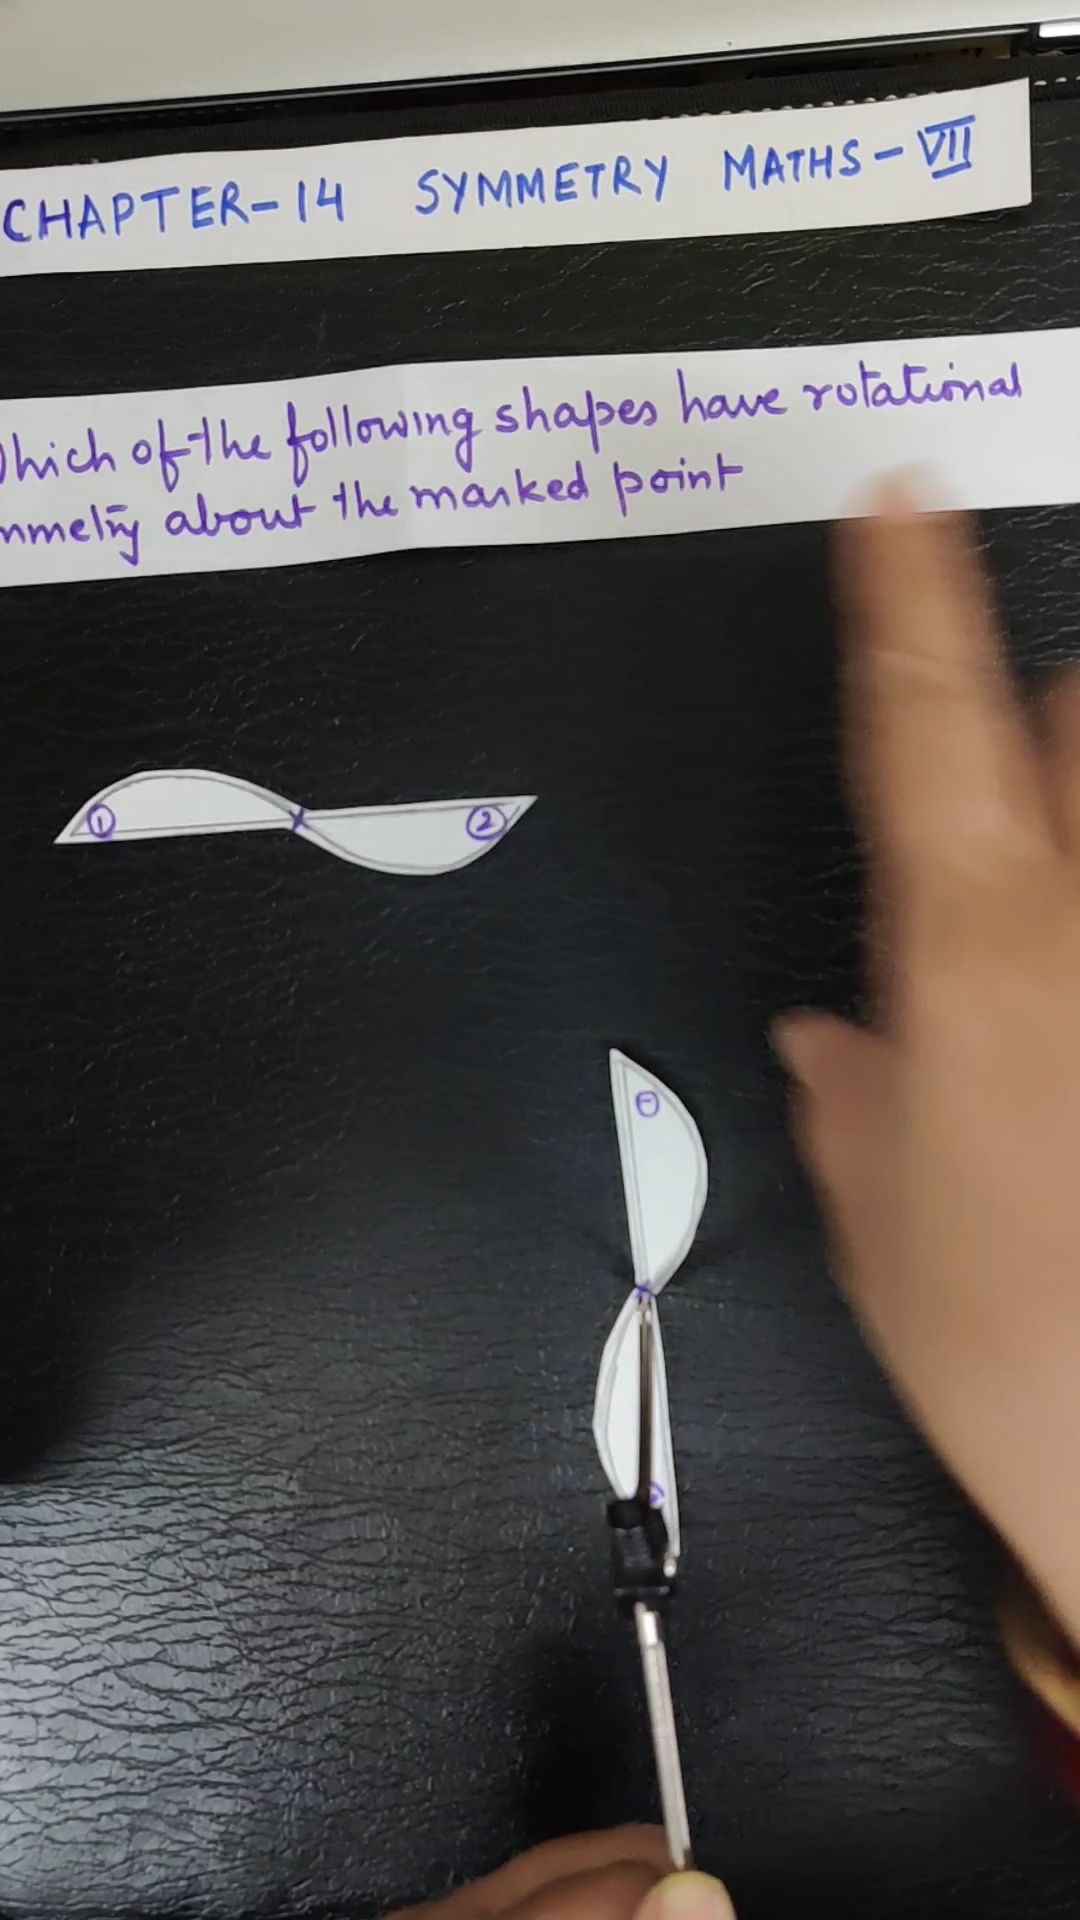 CHAPTER-14 SYMMETRY MATHS-VII
hich of the following shapes have rotational
mmetry about the marked point
1 2
1
2